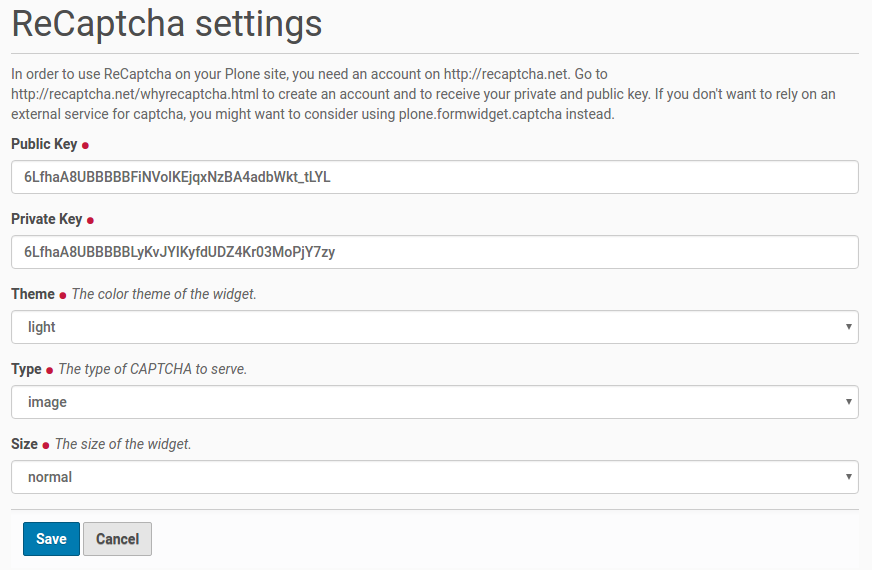 ReCaptcha settings
In order to use ReCaptcha on your Plone site, you need an account on http://recaptcha.net. Go to
http://recaptcha.net/whyrecaptcha.html to create an account and to receive your private and public key. If you don't want to rely on an
external service for captcha, you might want to consider using plone.formwidget.captcha instead.
Public Key
6LfhaA8UBBBBBFiNVoIKEjqxNzBA4adbWkt_tLYL
Private Key
6LfhaA8UBBBBBLyKvJYIKyfdUDZ4Kr03MoPjY7zy
Theme The color theme of the widget.
light
Type The type of CAPTCHA to serve.
image
Size The size of the widget.
normal
Save Cancel